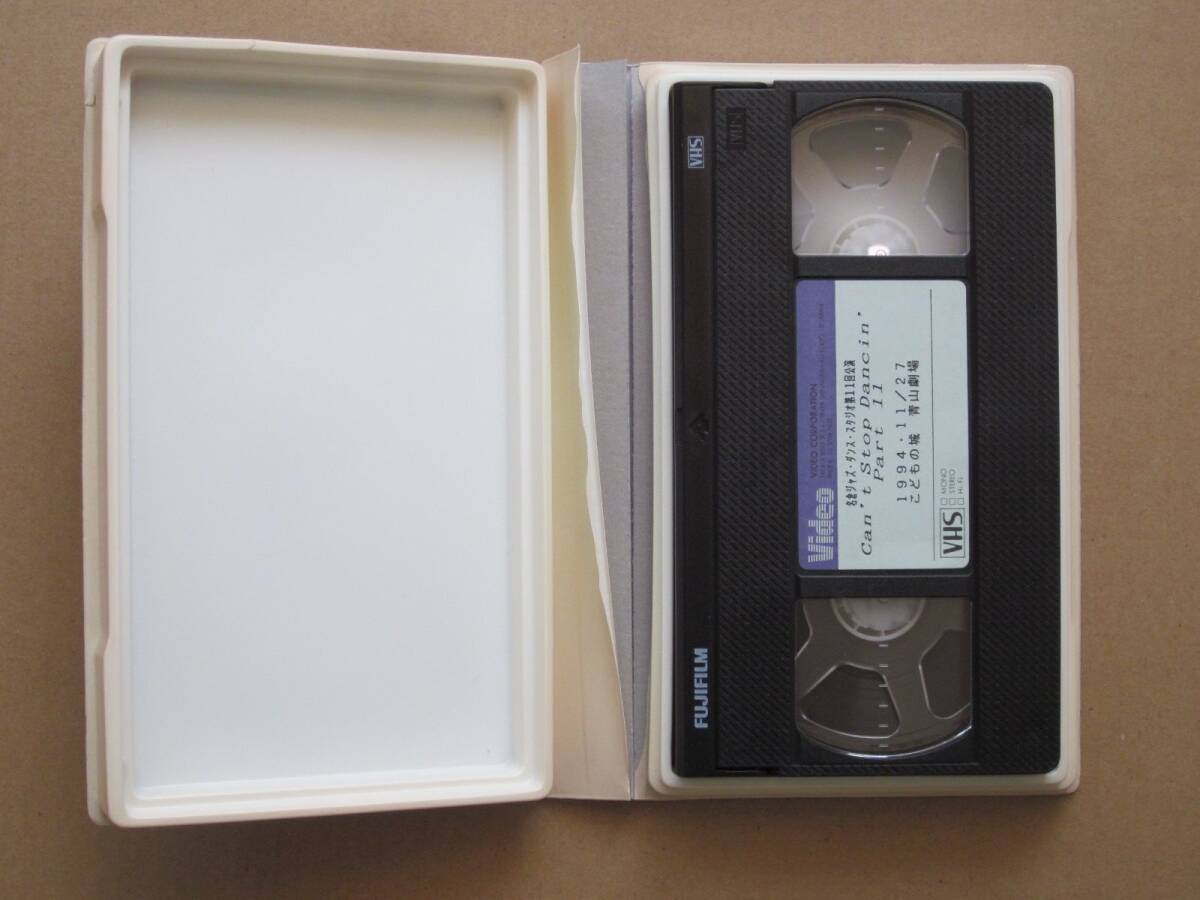 VHS
VHS
FUJIFILM
Video
VIDEO CORPORATION
名倉ジャズ・ダンス・スタジオ第11回公演
Can't Stop Dancin'
Part 11
1994.11/27
こどもの城 青山劇場
VHS
□ MONO
□ STEREO
□ Hi-Fi